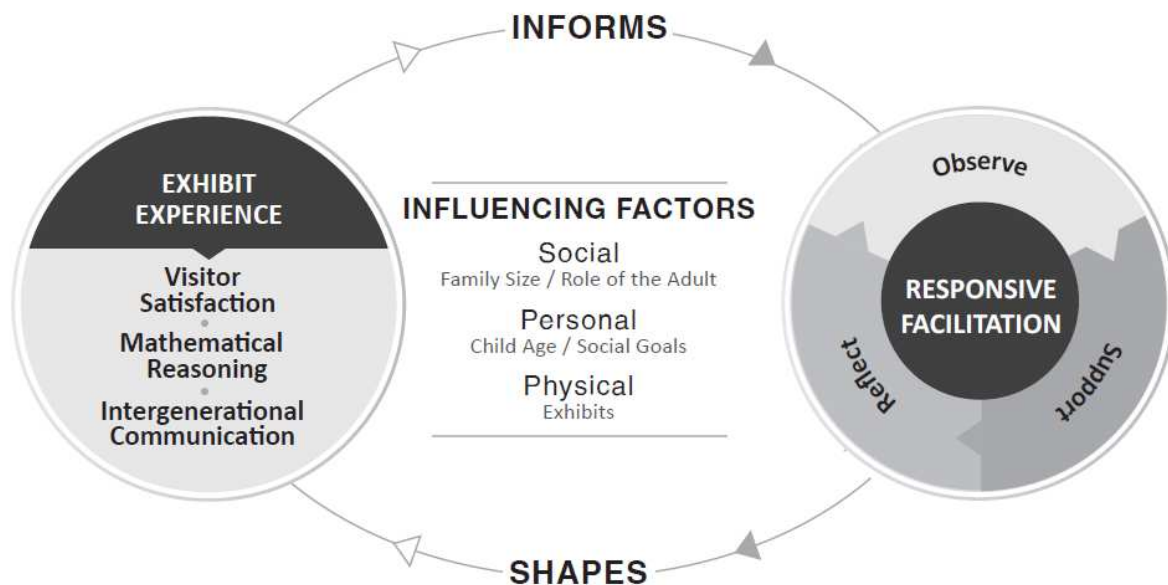 INFORMS
EXHIBIT
EXPERIENCE
Visitor
Satisfaction
Mathematical
Reasoning
Intergenerational
Communication
INFLUENCING FACTORS
Social
Family Size / Role of the Adult
Personal
Child Age / Social Goals
Physical
Exhibits
Observe
RESPONSIVE
FACILITATION
Reflect
Support
SHAPES